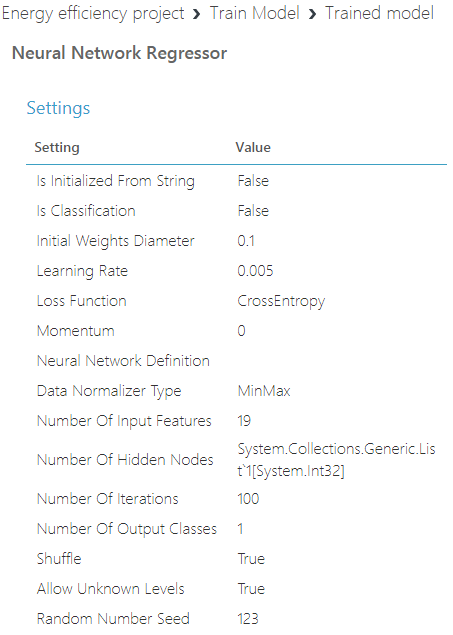 Energy efficiency project ❯ Train Model ❯ Trained model
Neural Network Regressor
Settings
Setting Value
Is Initialized From String False
Is Classification False
Initial Weights Diameter 0.1
Learning Rate 0.005
Loss Function CrossEntropy
Momentum 0
Neural Network Definition
Data Normalizer Type MinMax
Number Of Input Features 19
Number Of Hidden Nodes System.Collections.Generic.Lis
t`1[System.Int32]
Number Of Iterations 100
Number Of Output Classes 1
Shuffle True
Allow Unknown Levels True
Random Number Seed 123